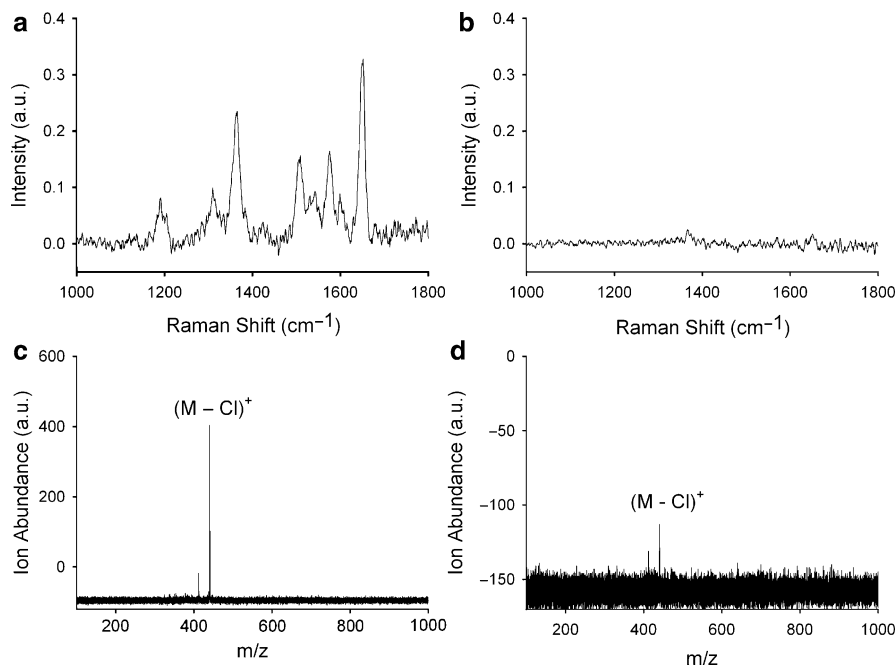 a
b
0.4
0.3
0.2
0.1
0.0
Intensity (a.u.)
1000 1200 1400 1600 1800
Raman Shift (cm⁻¹)
0.4
0.3
0.2
0.1
0.0
Intensity (a.u.)
1000 1200 1400 1600 1800
Raman Shift (cm⁻¹)
c
d
600
400
200
0
Ion Abundance (a.u.)
(M – Cl)⁺
200 400 600 800 1000
m/z
0
−50
−100
−150
Ion Abundance (a.u.)
(M - Cl)⁺
200 400 600 800 1000
m/z